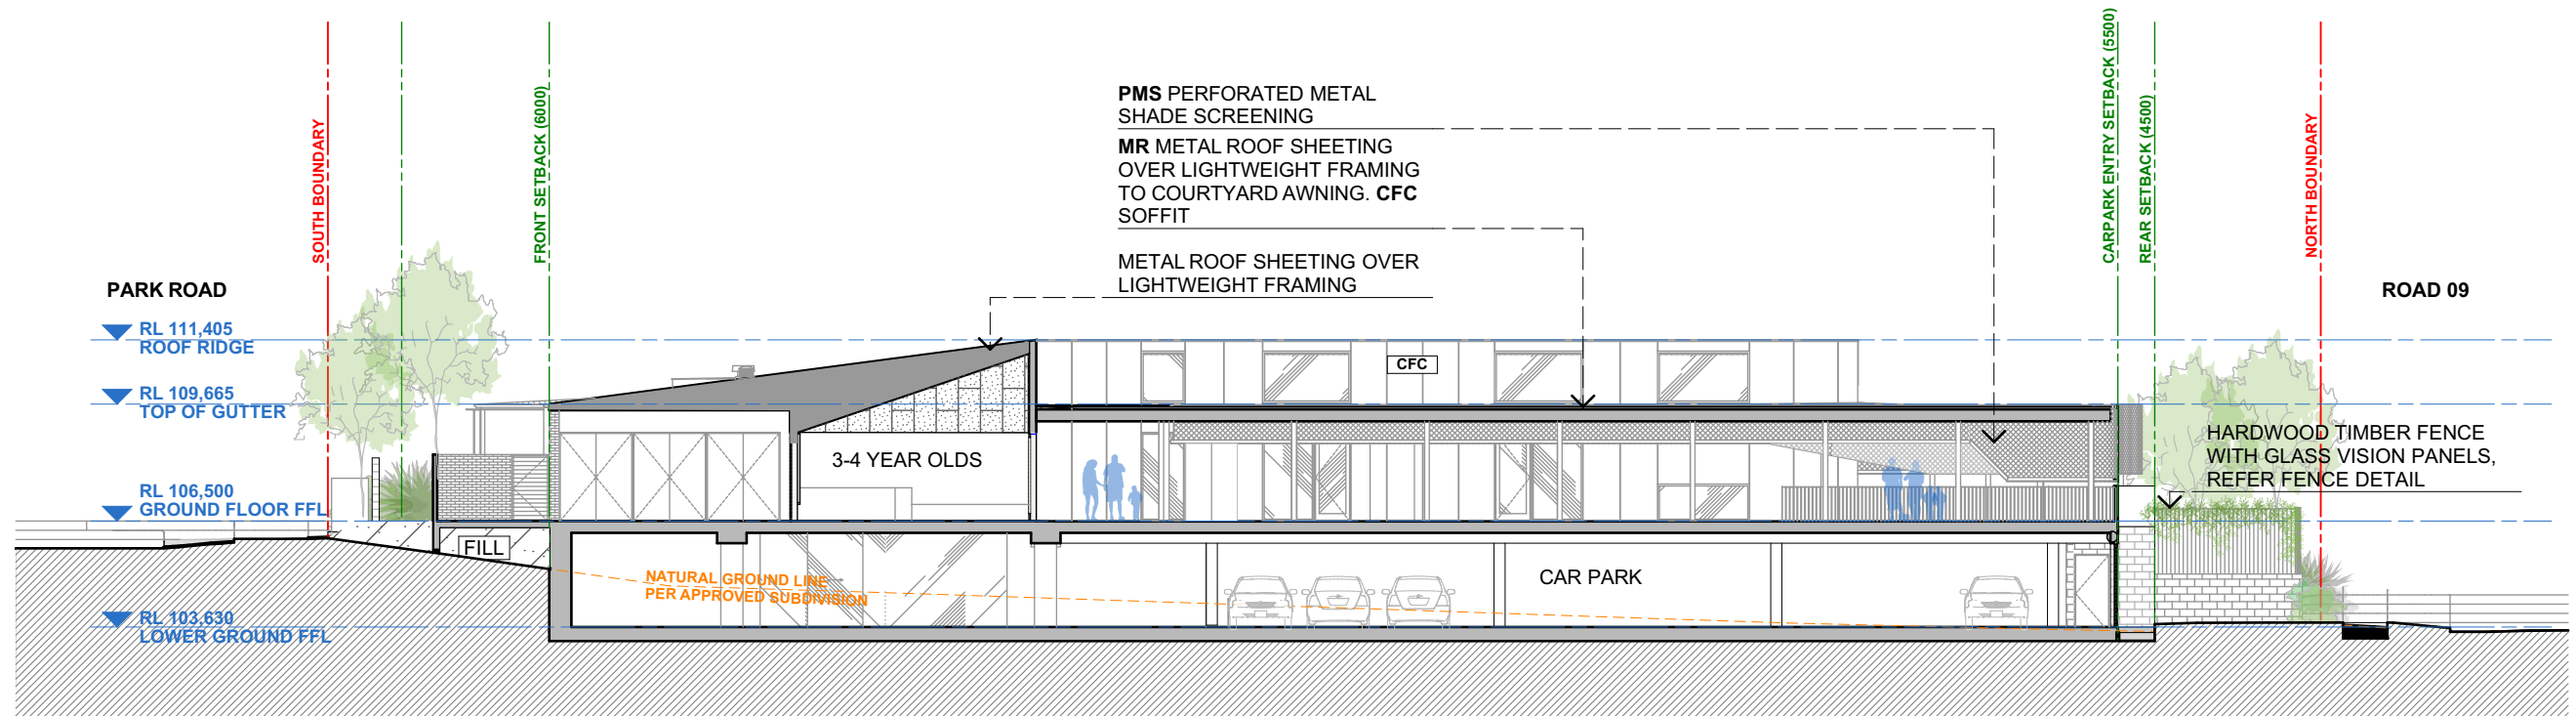 SOUTH BOUNDARY
FRONT SETBACK (6000)
CARPARK ENTRY SETBACK (5500)
REAR SETBACK (4500)
NORTH BOUNDARY
PMS PERFORATED METAL
SHADE SCREENING
MR METAL ROOF SHEETING
OVER LIGHTWEIGHT FRAMING
TO COURTYARD AWNING. CFC
SOFFIT
METAL ROOF SHEETING OVER
LIGHTWEIGHT FRAMING
PARK ROAD
ROAD 09
RL 111,405
ROOF RIDGE
CFC
RL 109,665
TOP OF GUTTER
HARDWOOD TIMBER FENCE
WITH GLASS VISION PANELS,
REFER FENCE DETAIL
3-4 YEAR OLDS
RL 106,500
GROUND FLOOR FFL
FILL
NATURAL GROUND LINE
PER APPROVED SUBDIVISION
CAR PARK
RL 103,630
LOWER GROUND FFL